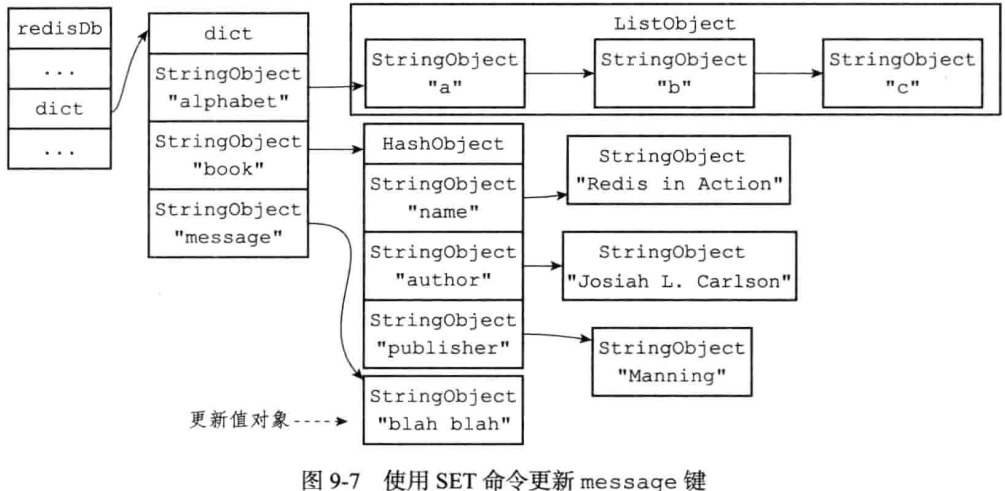 redisDb
...
dict
...
dict
StringObject
"alphabet"
StringObject
"book"
StringObject
"message"
ListObject
StringObject
"a"
StringObject
"b"
StringObject
"c"
HashObject
StringObject
"name"
StringObject
"author"
StringObject
"publisher"
StringObject
"Redis in Action"
StringObject
"Josiah L. Carlson"
StringObject
"Manning"
更新值对象
StringObject
"blah blah"
图 9-7 使用 SET 命令更新 message 键